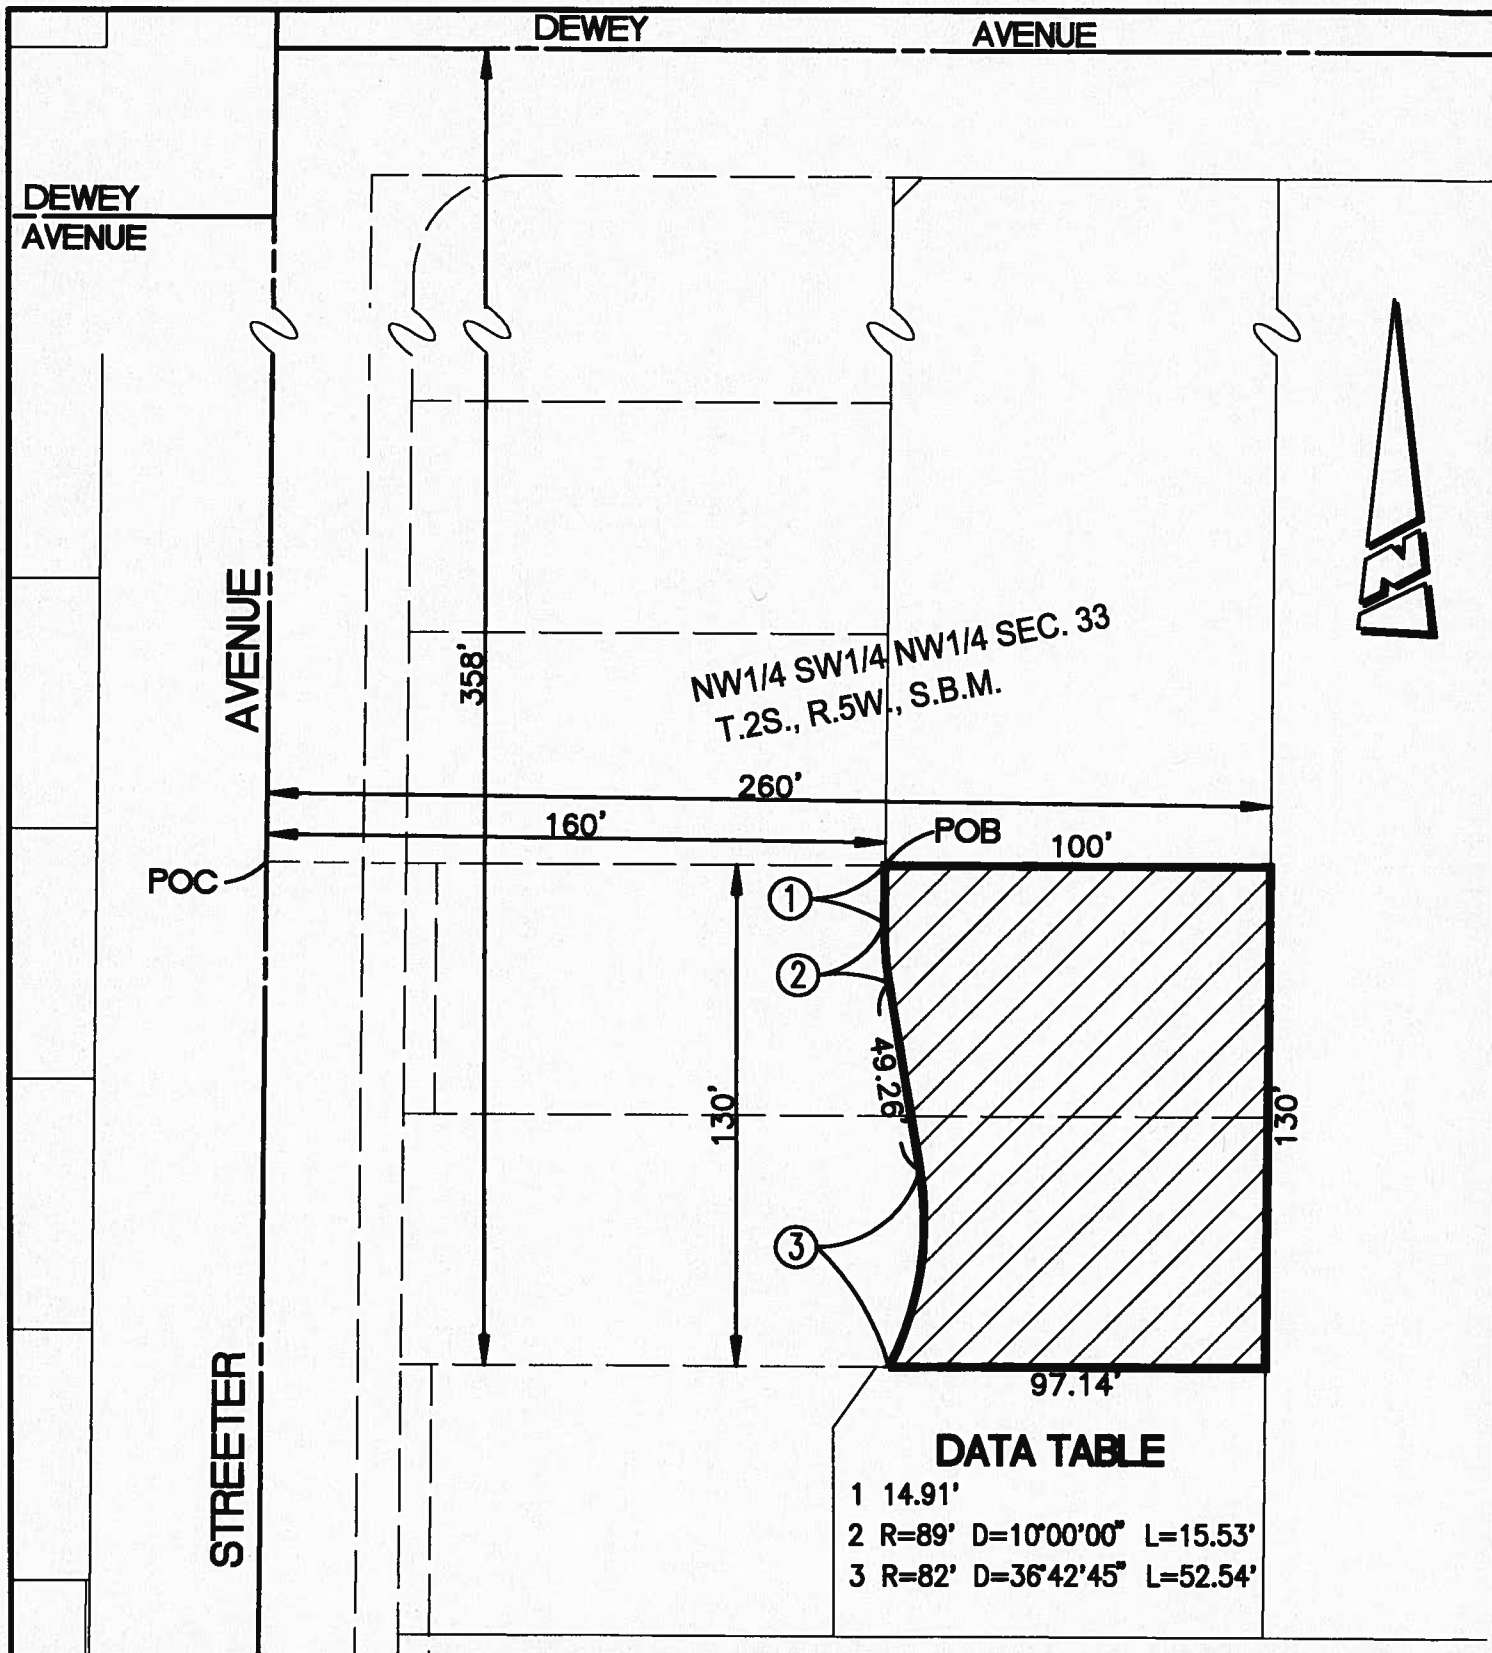 DEWEY AVENUE
DEWEY
AVENUE
AVENUE
358'
NW1/4 SW1/4 NW1/4 SEC. 33
T.2S., R.5W., S.B.M.
260'
160'
POB
100'
POC
1
2
49.26'
130'
130'
3
97.14'
STREETER
DATA TABLE
1 14.91'
2 R=89' D=10°00'00" L=15.53'
3 R=82' D=36°42'45" L=52.54'
N